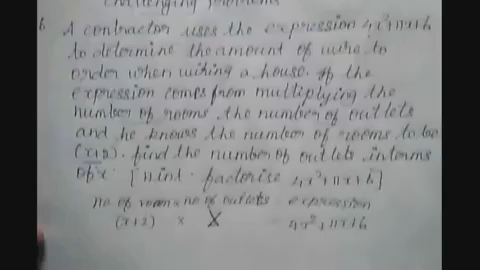 challenging problems
6 A contractor uses the expression 4x²+11x+6
to determine the amount of wire to
order when wiring a house. If the
expression comes from multiplying the
number of rooms the number of outlets
and he knows the number of rooms to be
(x+2). find the number of outlets interms
of x. [Hint: factorise 4x²+11x+6]
no of rooms × no of outlets = expression
(x+2) × X = 4x²+11x+6